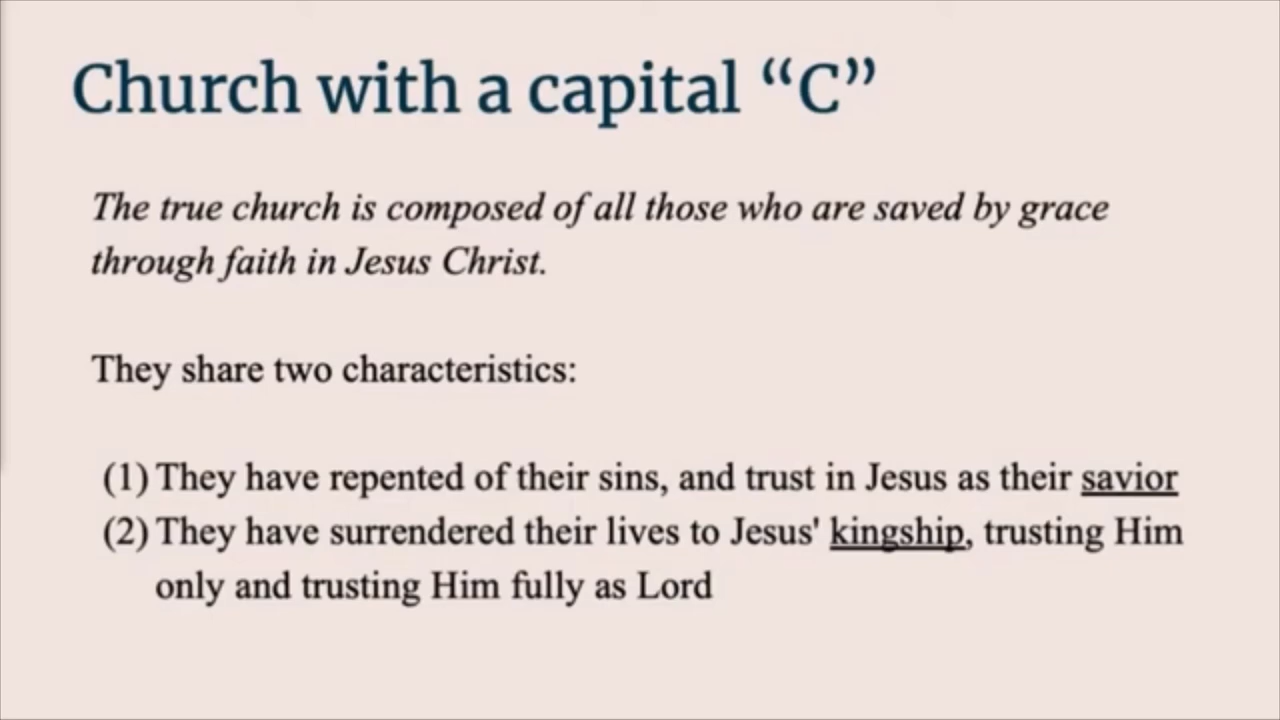 Church with a capital “C”
The true church is composed of all those who are saved by grace
through faith in Jesus Christ.
They share two characteristics:
(1) They have repented of their sins, and trust in Jesus as their savior
(2) They have surrendered their lives to Jesus' kingship, trusting Him
only and trusting Him fully as Lord